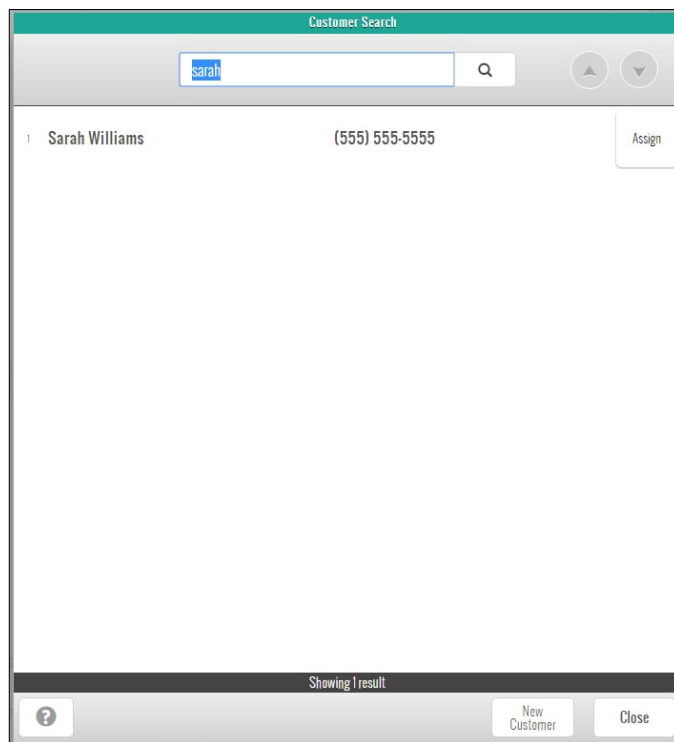 Customer Search
sarah
1 Sarah Williams (555) 555-5555 Assign
Showing 1 result
?
New
Customer
Close